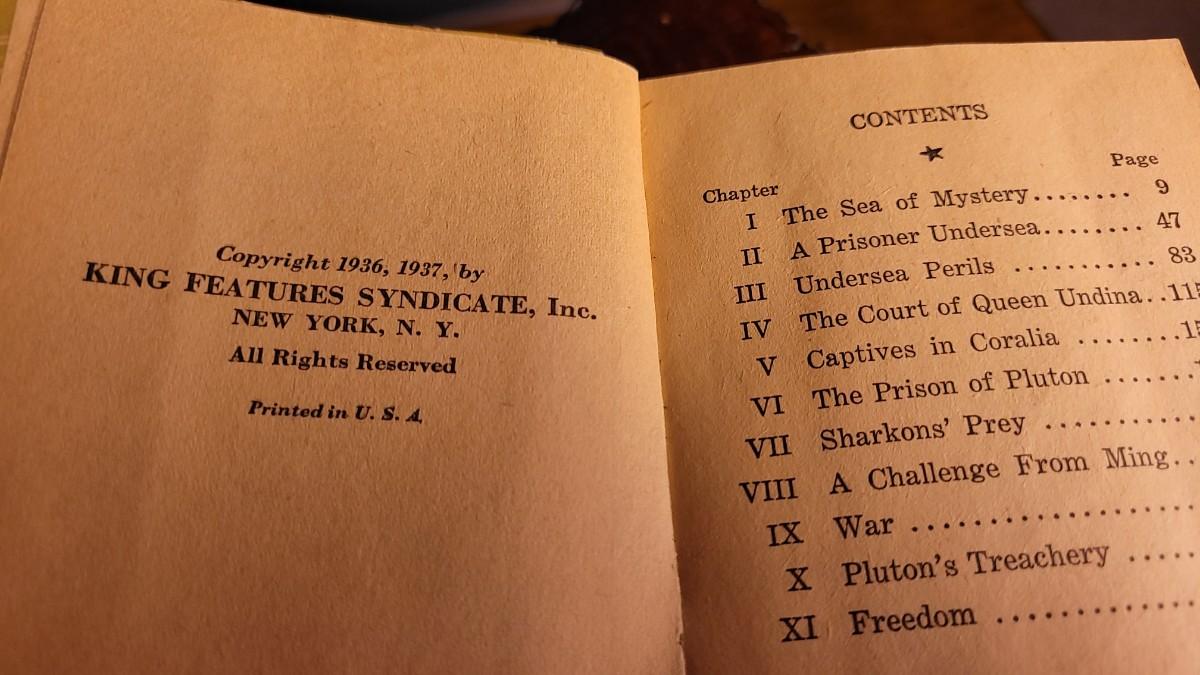 Copyright 1936, 1937, by
KING FEATURES SYNDICATE, Inc.
NEW YORK, N. Y.
All Rights Reserved
Printed in U. S. A.
CONTENTS
Chapter Page
I The Sea of Mystery........ 9
II A Prisoner Undersea........ 47
III Undersea Perils ........... 83
IV The Court of Queen Undina..115
V Captives in Coralia ........
VI The Prison of Pluton .......
VII Sharkons' Prey ..........
VIII A Challenge From Ming..
IX War ...................
X Pluton's Treachery .....
XI Freedom .............